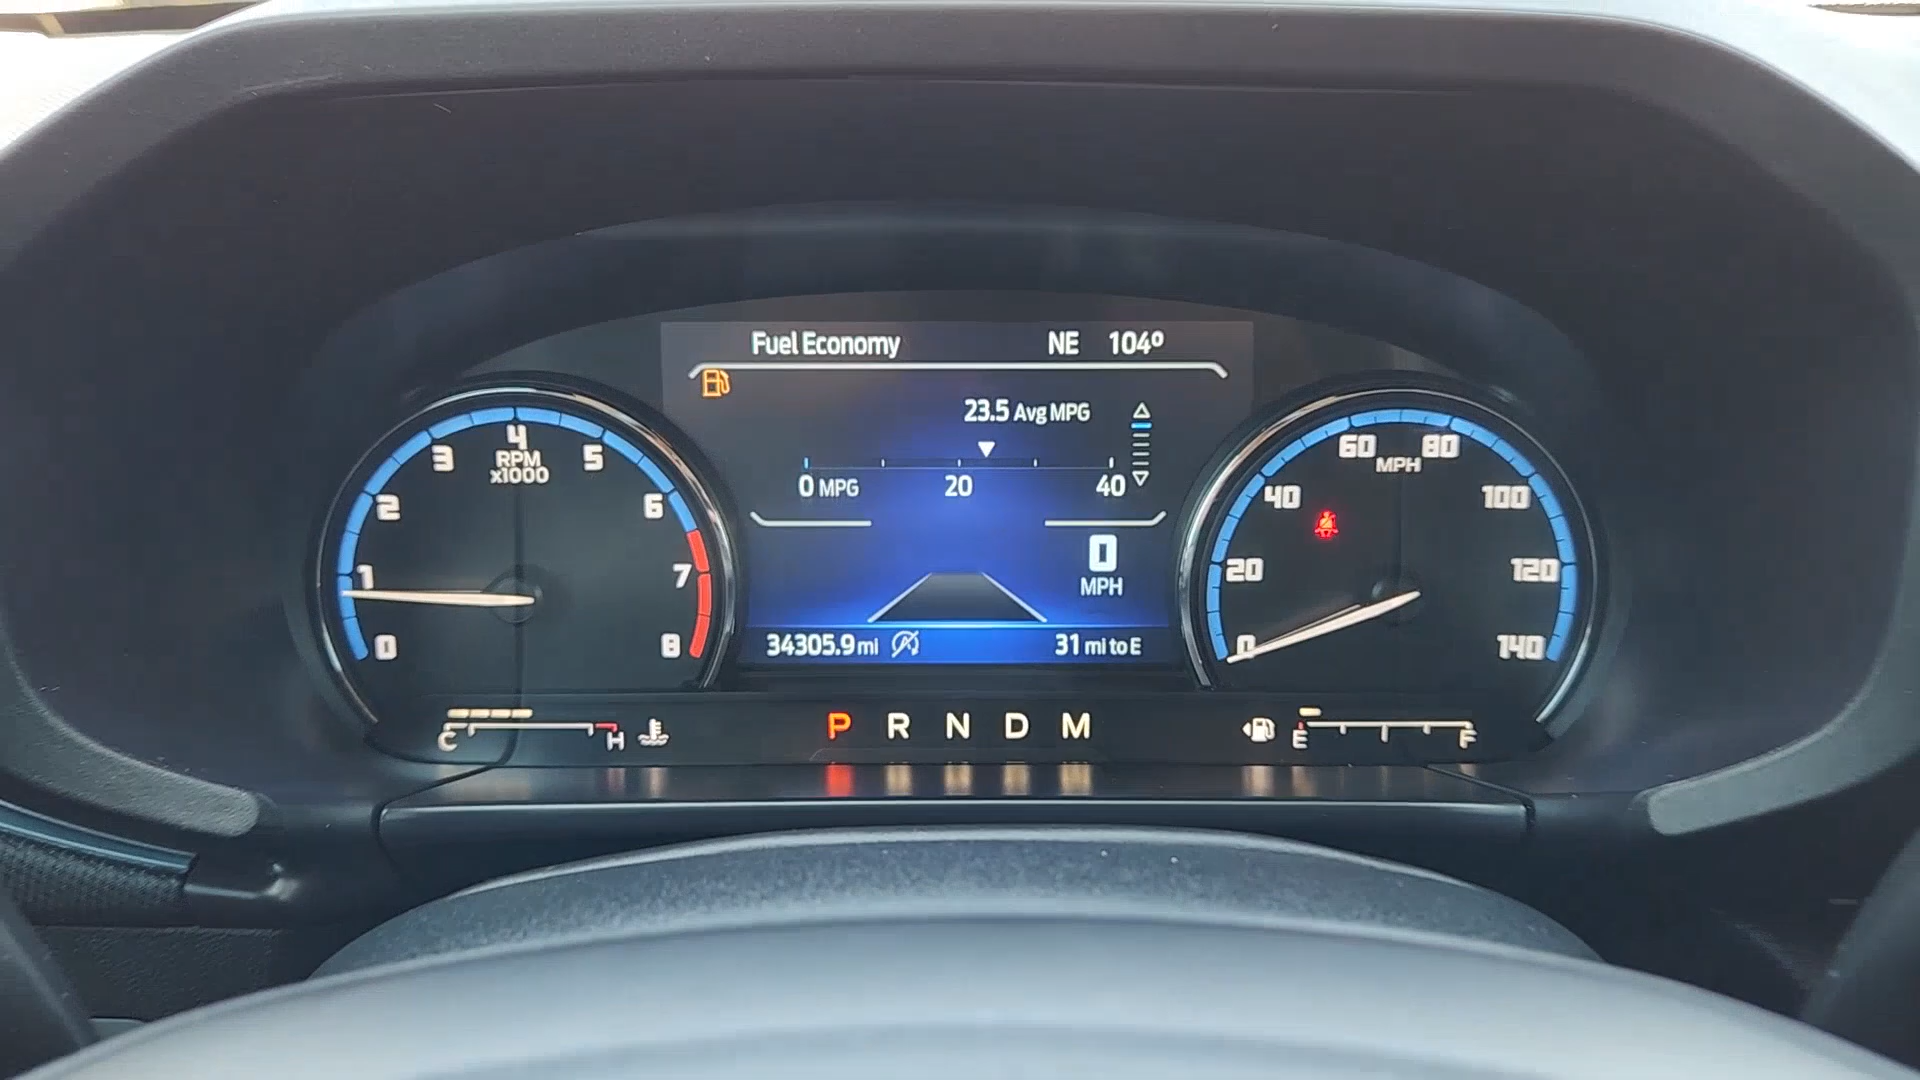 Fuel Economy NE 104º
23.5 Avg MPG
0 MPG 20 40
0
MPH
34305.9 mi 31 mi to E
0 1 2 3 4 5 6 7 8
RPM
x1000
0 20 40 60 80 100 120 140
MPH
C H
P R N D M
E F